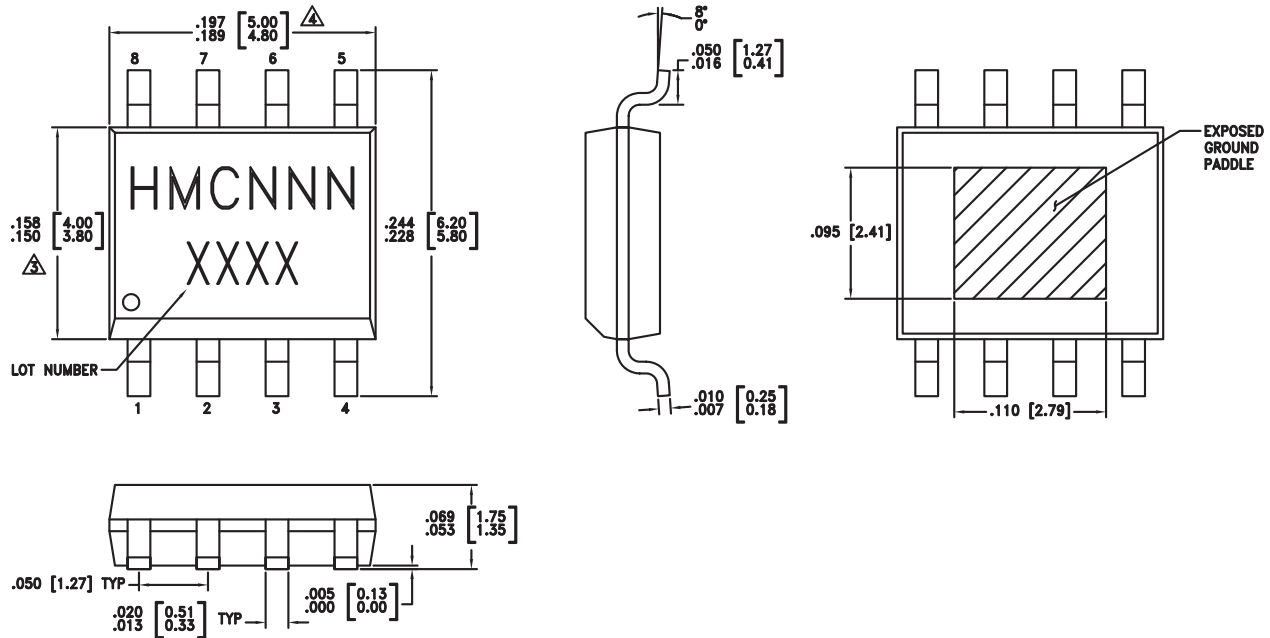 .197 [5.00]
.189 [4.80] 4
8 7 6 5
HMCNNN
XXXX
.158 [4.00]
.150 [3.80]
3
.244 [6.20]
.228 [5.80]
LOT NUMBER
1 2 3 4
8°
0°
.050 [1.27]
.016 [0.41]
.010 [0.25]
.007 [0.18]
EXPOSED
GROUND
PADDLE
.095 [2.41]
.110 [2.79]
.069 [1.75]
.053 [1.35]
.050 [1.27] TYP
.020 [0.51]
.013 [0.33] TYP
.005 [0.13]
.000 [0.00]